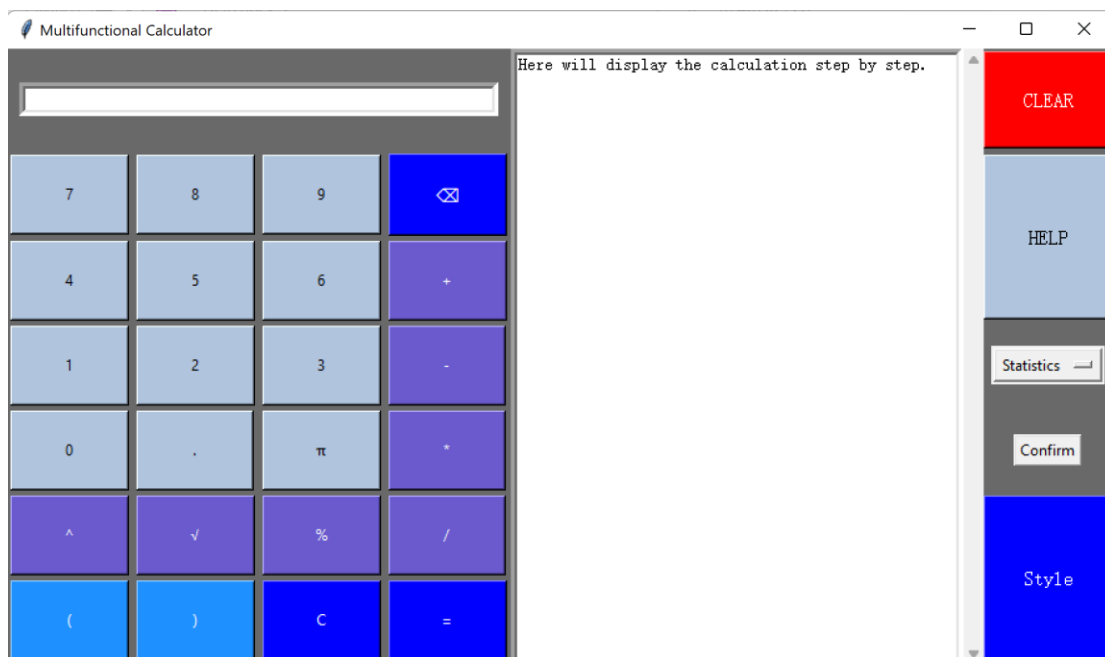 Multifunctional Calculator
Here will display the calculation step by step.
CLEAR
7 8 9 ⌫
HELP
4 5 6 +
1 2 3 -
Statistics
0 . π *
Confirm
^ √ % /
Style
( ) C =